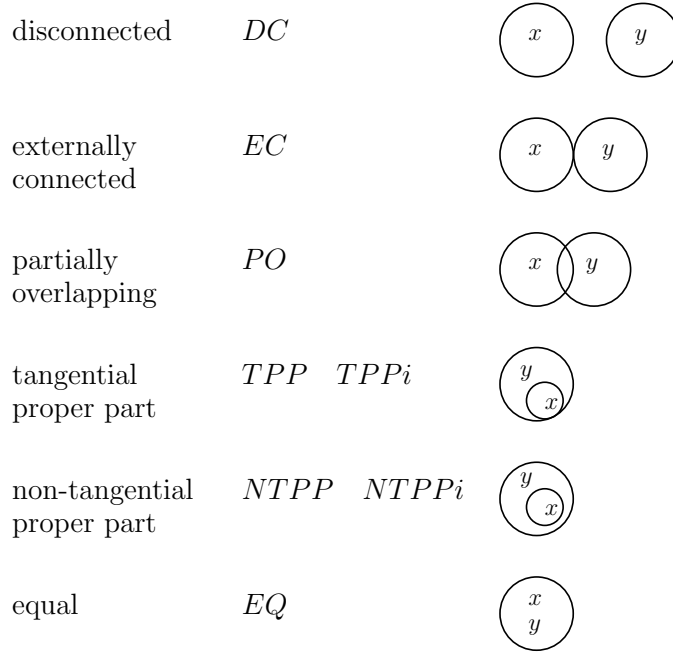 disconnected DC x y
externally EC x y
connected
partially PO x y
overlapping
tangential TPP TPPi y
proper part x
non-tangential NTPP NTPPi y
proper part x
equal EQ x
y